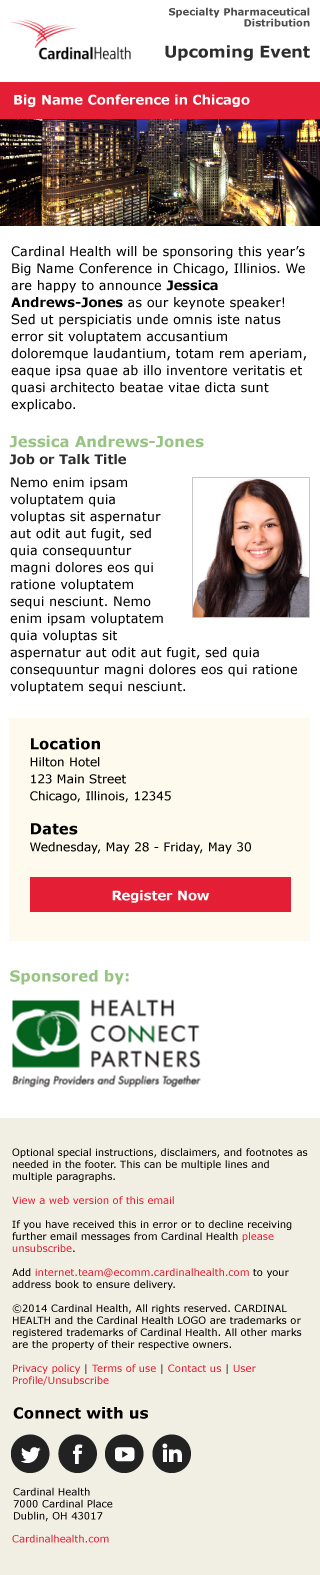 Specialty Pharmaceutical
Distribution
CardinalHealth
Upcoming Event
Big Name Conference in Chicago
Cardinal Health will be sponsoring this year’s
Big Name Conference in Chicago, Illinios. We
are happy to announce Jessica
Andrews-Jones as our keynote speaker!
Sed ut perspiciatis unde omnis iste natus
error sit voluptatem accusantium
doloremque laudantium, totam rem aperiam,
eaque ipsa quae ab illo inventore veritatis et
quasi architecto beatae vitae dicta sunt
explicabo.
Jessica Andrews-Jones
Job or Talk Title
Nemo enim ipsam
voluptatem quia
voluptas sit aspernatur
aut odit aut fugit, sed
quia consequuntur
magni dolores eos qui
ratione voluptatem
sequi nesciunt. Nemo
enim ipsam voluptatem
quia voluptas sit
aspernatur aut odit aut fugit, sed quia
consequuntur magni dolores eos qui ratione
voluptatem sequi nesciunt.
Location
Hilton Hotel
123 Main Street
Chicago, Illinois, 12345
Dates
Wednesday, May 28 - Friday, May 30
Register Now
Sponsored by:
HEALTH
CONNECT
PARTNERS
Bringing Providers and Suppliers Together
Optional special instructions, disclaimers, and footnotes as
needed in the footer. This can be multiple lines and
multiple paragraphs.
View a web version of this email
If you have received this in error or to decline receiving
further email messages from Cardinal Health please
unsubscribe.
Add internet.team@ecomm.cardinalhealth.com to your
address book to ensure delivery.
©2014 Cardinal Health, All rights reserved. CARDINAL
HEALTH and the Cardinal Health LOGO are trademarks or
registered trademarks of Cardinal Health. All other marks
are the property of their respective owners.
Privacy policy | Terms of use | Contact us | User
Profile/Unsubscribe
Connect with us
Cardinal Health
7000 Cardinal Place
Dublin, OH 43017
Cardinalhealth.com